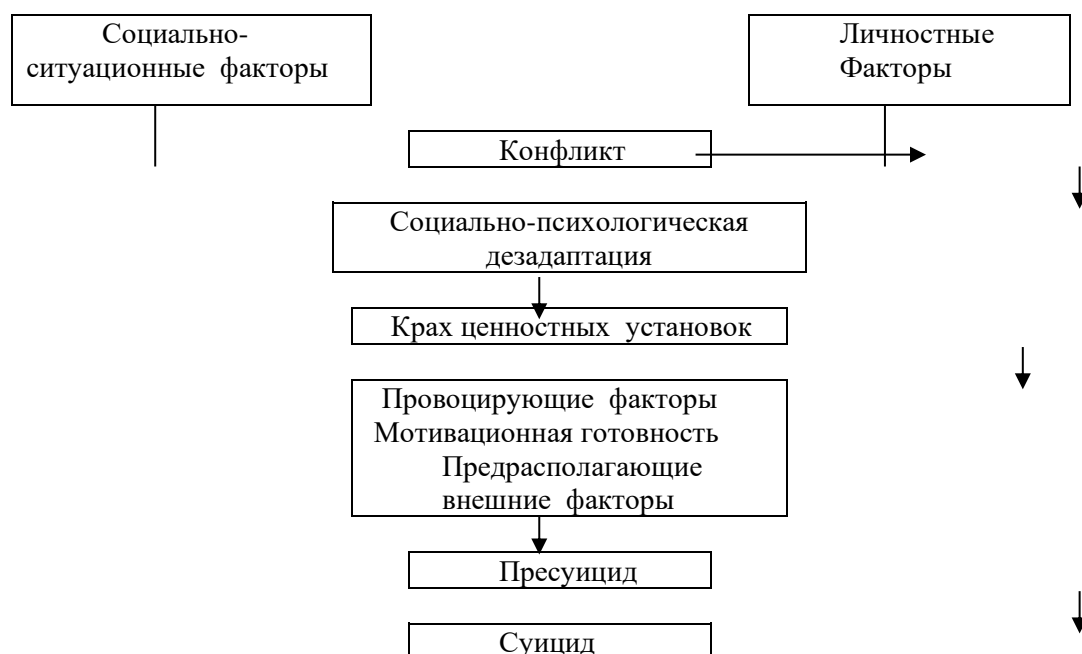 Социально-
ситуационные факторы
Личностные
Факторы
Конфликт
Социально-психологическая
дезадаптация
Крах ценностных установок
Провоцирующие факторы
Мотивационная готовность
Предрасполагающие
внешние факторы
Пресуицид
Суицид